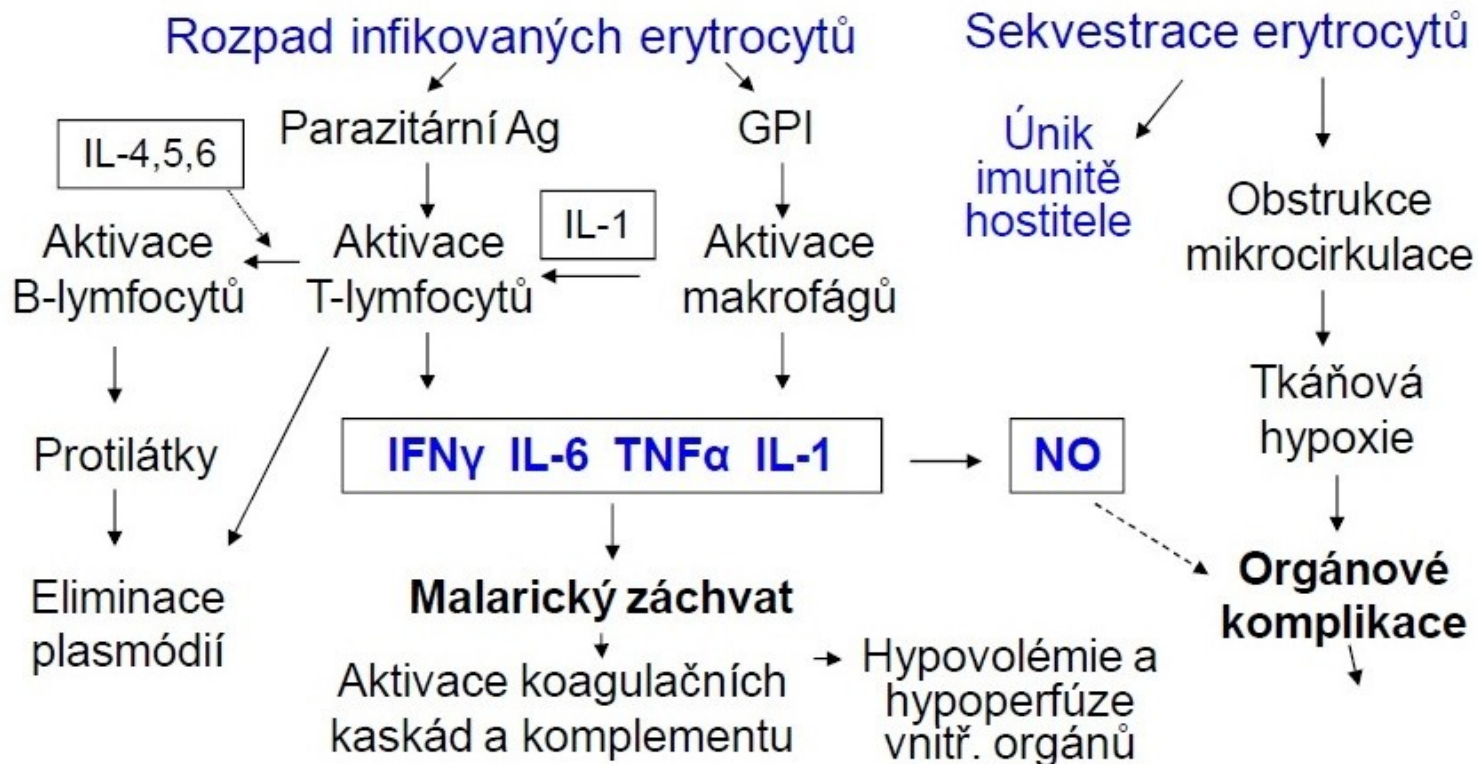 Rozpad infikovaných erytrocytů
Sekvestrace erytrocytů
Parazitární Ag
GPI
Únik
imunitě
hostitele
IL-4,5,6
Obstrukce
mikrocirkulace
IL-1
Aktivace
B-lymfocytů
Aktivace
T-lymfocytů
Aktivace
makrofágů
Tkáňová
hypoxie
Protilátky
IFNγ IL-6 TNFα IL-1
NO
Eliminace
plasmódií
Malarický záchvat
Orgánové
komplikace
Aktivace koagulačních
kaskád a komplementu
Hypovolémie a
hypoperfúze
vnitř. orgánů